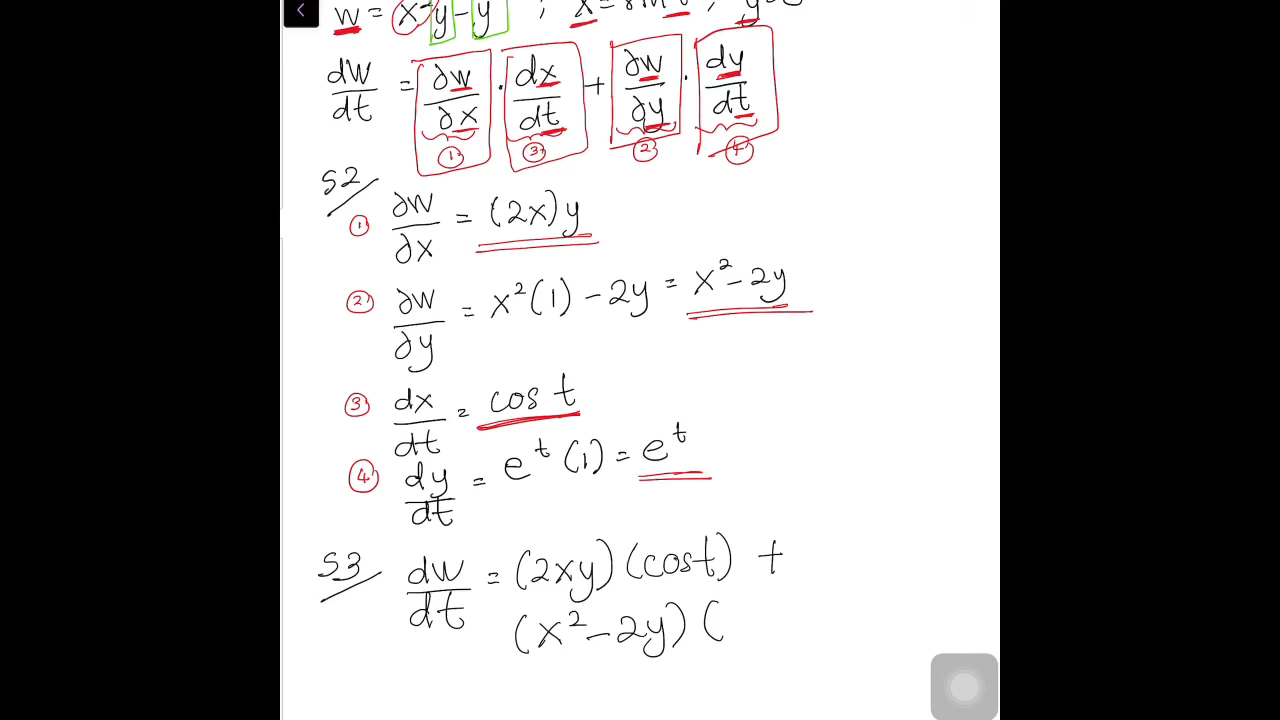 w = x²y - y ; x = sin t ; y =
dw/dt = ∂w/∂x · dx/dt + ∂w/∂y · dy/dt
① ③ ② ④
S2
① ∂w/∂x = (2x)y
② ∂w/∂y = x²(1) - 2y = x² - 2y
③ dx/dt = cos t
④ dy/dt = e^t (1) = e^t
S3 dw/dt = (2xy)(cos t) +
(x² - 2y)(